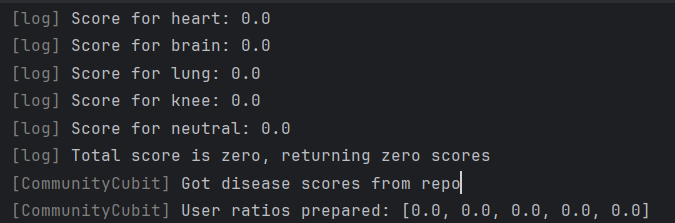 [log] Score for heart: 0.0
[log] Score for brain: 0.0
[log] Score for lung: 0.0
[log] Score for knee: 0.0
[log] Score for neutral: 0.0
[log] Total score is zero, returning zero scores
[CommunityCubit] Got disease scores from repo
[CommunityCubit] User ratios prepared: [0.0, 0.0, 0.0, 0.0, 0.0]